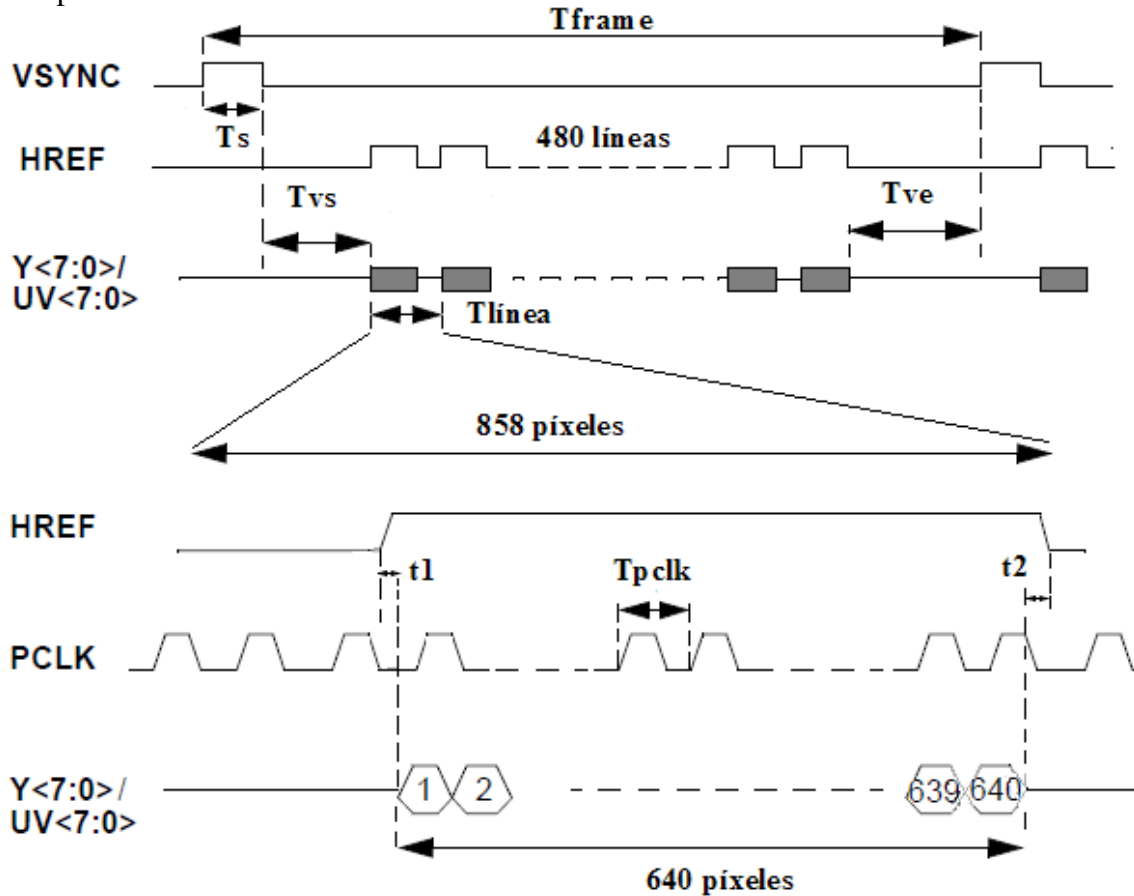 Tframe
VSYNC
Ts
480 líneas
HREF
Tvs
Tve
Y<7:0>/
UV<7:0>
Tlínea
858 píxeles
HREF
t1
Tpclk
t2
PCLK
Y<7:0>/
UV<7:0>
1 2 639 640
640 píxeles